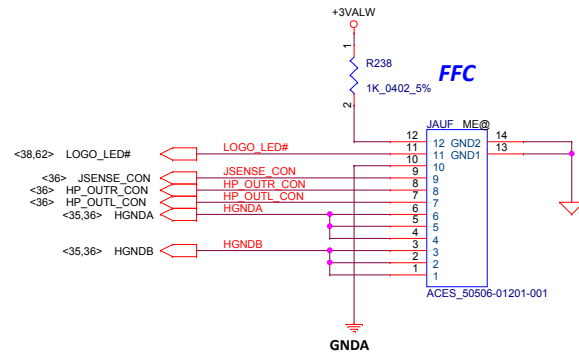 +3VALW
1
R238
1K_0402_5%
2
FFC
JAUF ME@
<38,62> LOGO_LED# LOGO_LED# 12 12 GND2 14
11 11 GND1 13
10 10
<36> JSENSE_CON JSENSE_CON 9 9
<36> HP_OUTR_CON HP_OUTR_CON 8 8
<36> HP_OUTL_CON HP_OUTL_CON 7 7
<35,36> HGNDA HGNDA 6 6
5 5
4 4
<35,36> HGNDB HGNDB 3 3
2 2
1 1
ACES_50506-01201-001
GNDA